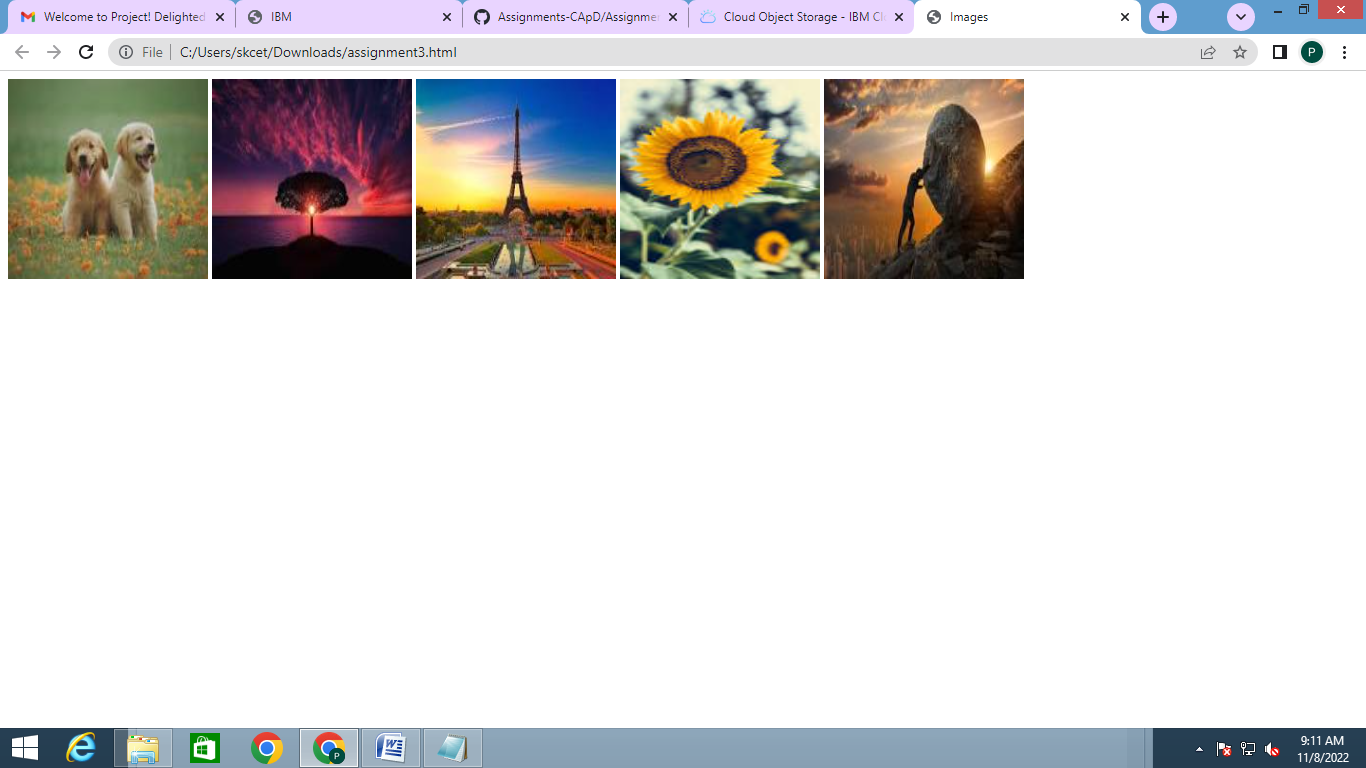 Welcome to Project! Delighted
IBM
Assignments-CApD/Assignme
Cloud Object Storage - IBM Cl
Images
File
C:/Users/skcet/Downloads/assignment3.html
P
P
W
9:11 AM
11/8/2022